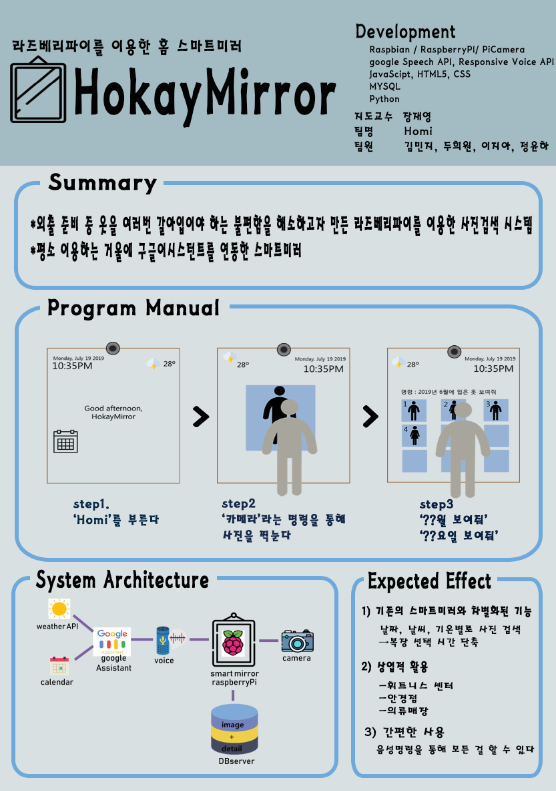 라즈베리파이를 이용한 홈 스마트미러
HokayMirror
Development
Raspbian / RaspberryPI/ PiCamera
google Speech API, Responsive Voice API
JavaScipt, HTML5, CSS
MYSQL
Python
지도교수 장재영
팀명 Homi
팀원 김민지, 두희원, 이지아, 정윤하
Summary
*외출 준비 중 옷을 여러번 갈아입어야 하는 불편함을 해소하고자 만든 라즈베리파이를 이용한 사진검색 시스템
*평소 이용하는 거울에 구글어시스턴트를 연동한 스마트미러
Program Manual
Monday, July 19 2019
10:35PM
28°
Good afternoon,
HokayMirror
28°
Monday, July 19 2019
10:35PM
28°
Monday, July 19 2019
10:35PM
명령 : 2019년 6월에 입은 옷 보여줘
1
2
4
step1.
'Homi'를 부른다
step2
'카메라'라는 명령을 통해
사진을 찍는다
step3
'??월 보여줘'
'??요일 보여줘'
System Architecture
weather API
calendar
Google
google
Assistant
voice
smart mirror
raspberryPi
camera
image
+
detail
DBserver
Expected Effect
1) 기존의 스마트미러와 차별화된 기능
날짜, 날씨, 기온별로 사진 검색
→복장 선택 시간 단축
2) 상업적 활용
-휘트니스 센터
-안경점
-의류매장
3) 간편한 사용
음성명령을 통해 모든 걸 할 수 있다